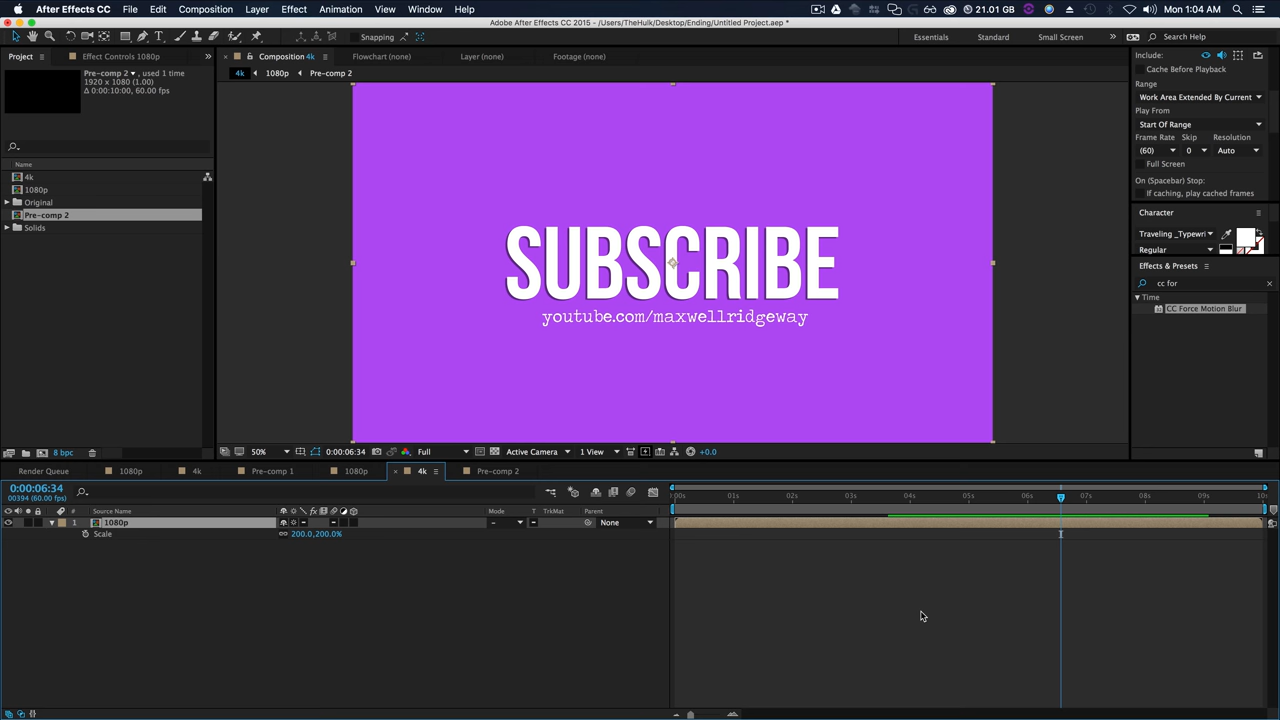 After Effects CC File Edit Composition Layer Effect Animation View Window Help 21.01 GB Mon 1:04 AM
Adobe After Effects CC 2015 - /Users/TheHulk/Desktop/Ending/Untitled Project.aep *
Snapping Essentials Standard Small Screen Search Help
Project Effect Controls 1080p Composition 4k Flowchart (none) Layer (none) Footage (none)
Include:
Pre-comp 2 , used 1 time
1920 x 1080 (1.00)
Δ 0:00:10:00, 60.00 fps
4k 1080p Pre-comp 2
Cache Before Playback
Range
Work Area Extended By Current
Play From
Start Of Range
Frame Rate Skip Resolution
(60) 0 Auto
Full Screen
On (Spacebar) Stop:
If caching, play cached frames
Name
4k
1080p
Original
Pre-comp 2
Solids
SUBSCRIBE
youtube.com/maxwellridgeway
Character
Traveling _Typewri
Regular
Effects & Presets
cc for
Time
CC Force Motion Blur
8 bpc
50% 0:00:06:34 Full Active Camera 1 View +0.0
Render Queue 1080p 4k Pre-comp 1 1080p 4k Pre-comp 2
0:00:06:34
00394 (60.00 fps)
:00s 01s 02s 03s 04s 05s 06s 07s 08s 09s 10s
# Source Name Mode T TrkMat Parent
1 1080p None
Scale 200.0,200.0%